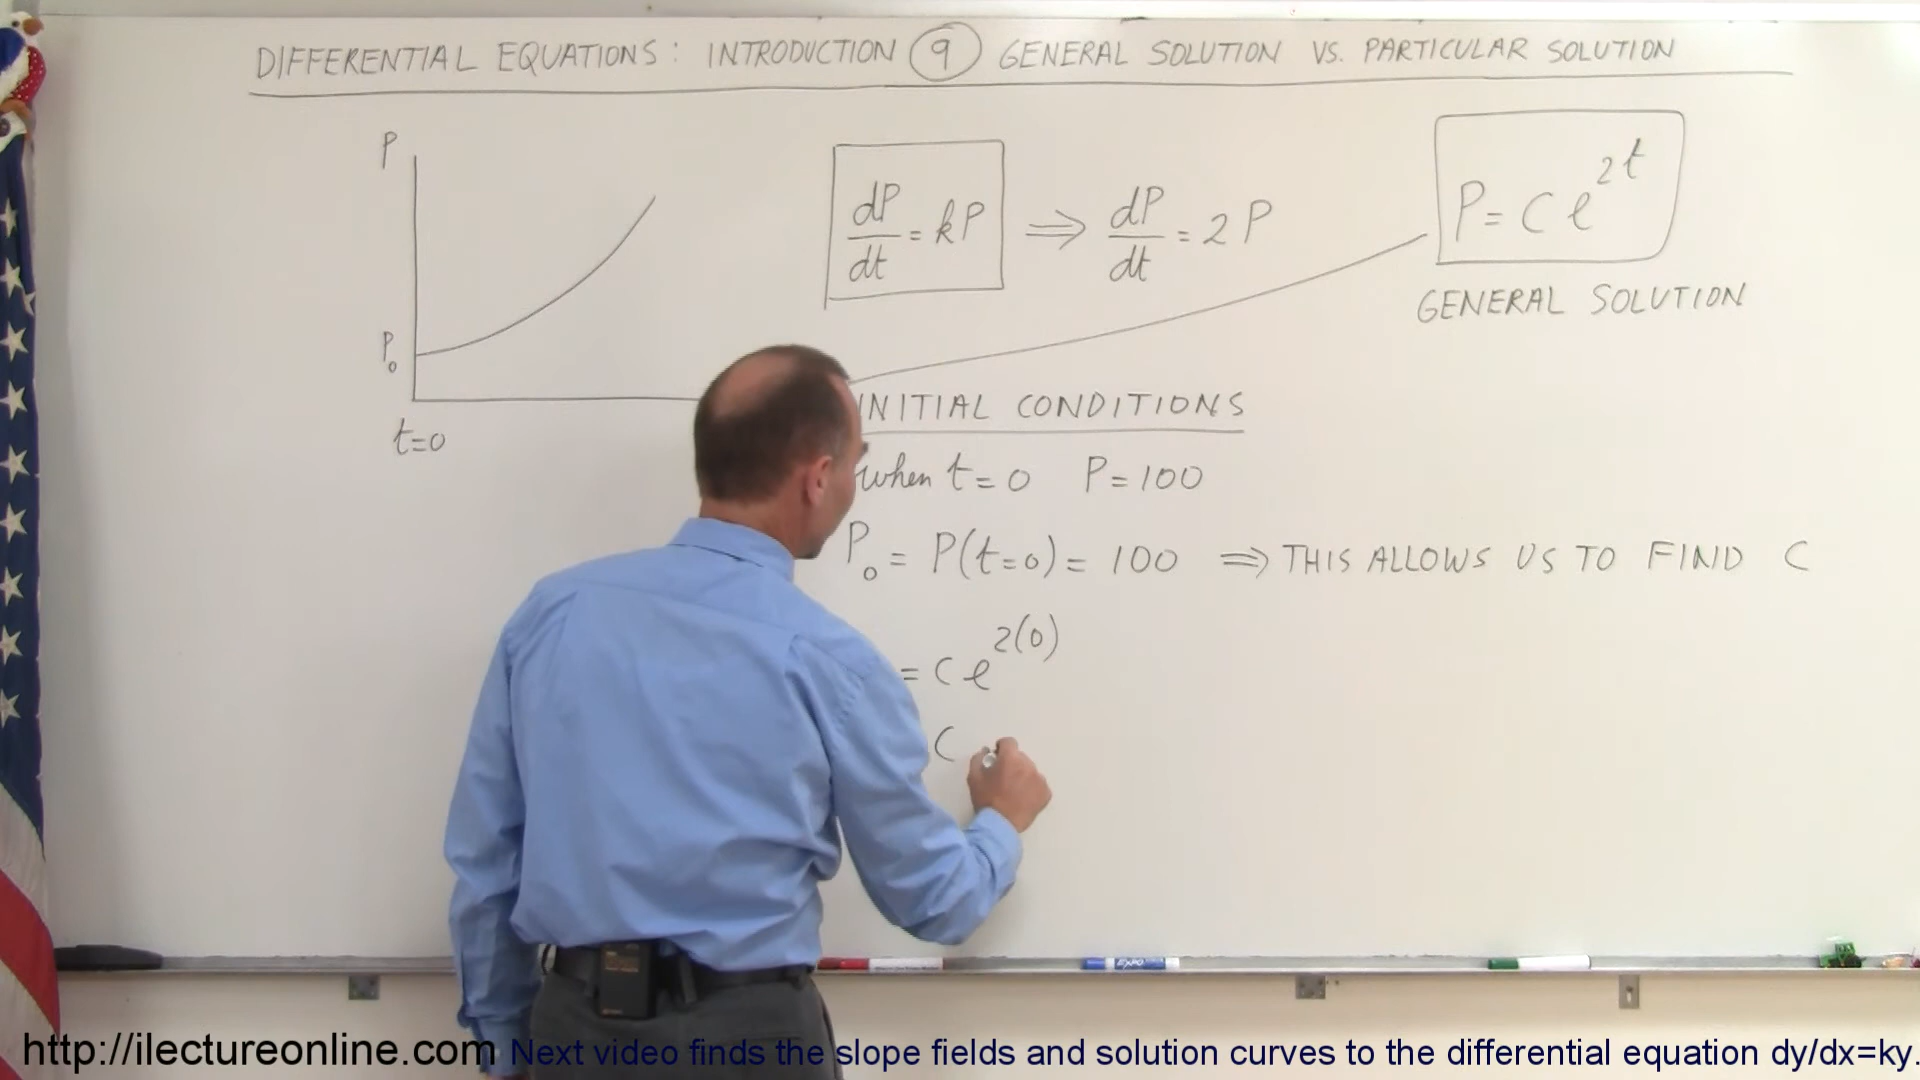 DIFFERENTIAL EQUATIONS: INTRODUCTION 9 GENERAL SOLUTION VS. PARTICULAR SOLUTION
P
P₀
t=0
dP/dt = kP ⟹ dP/dt = 2P
P = Ce^{2t}
GENERAL SOLUTION
INITIAL CONDITIONS
when t = 0 P = 100
P₀ = P(t=0) = 100 ⟹ THIS ALLOWS US TO FIND C
= Ce^{2(0)}
C
EXPO
http://ilectureonline.com Next video finds the slope fields and solution curves to the differential equation dy/dx=ky.